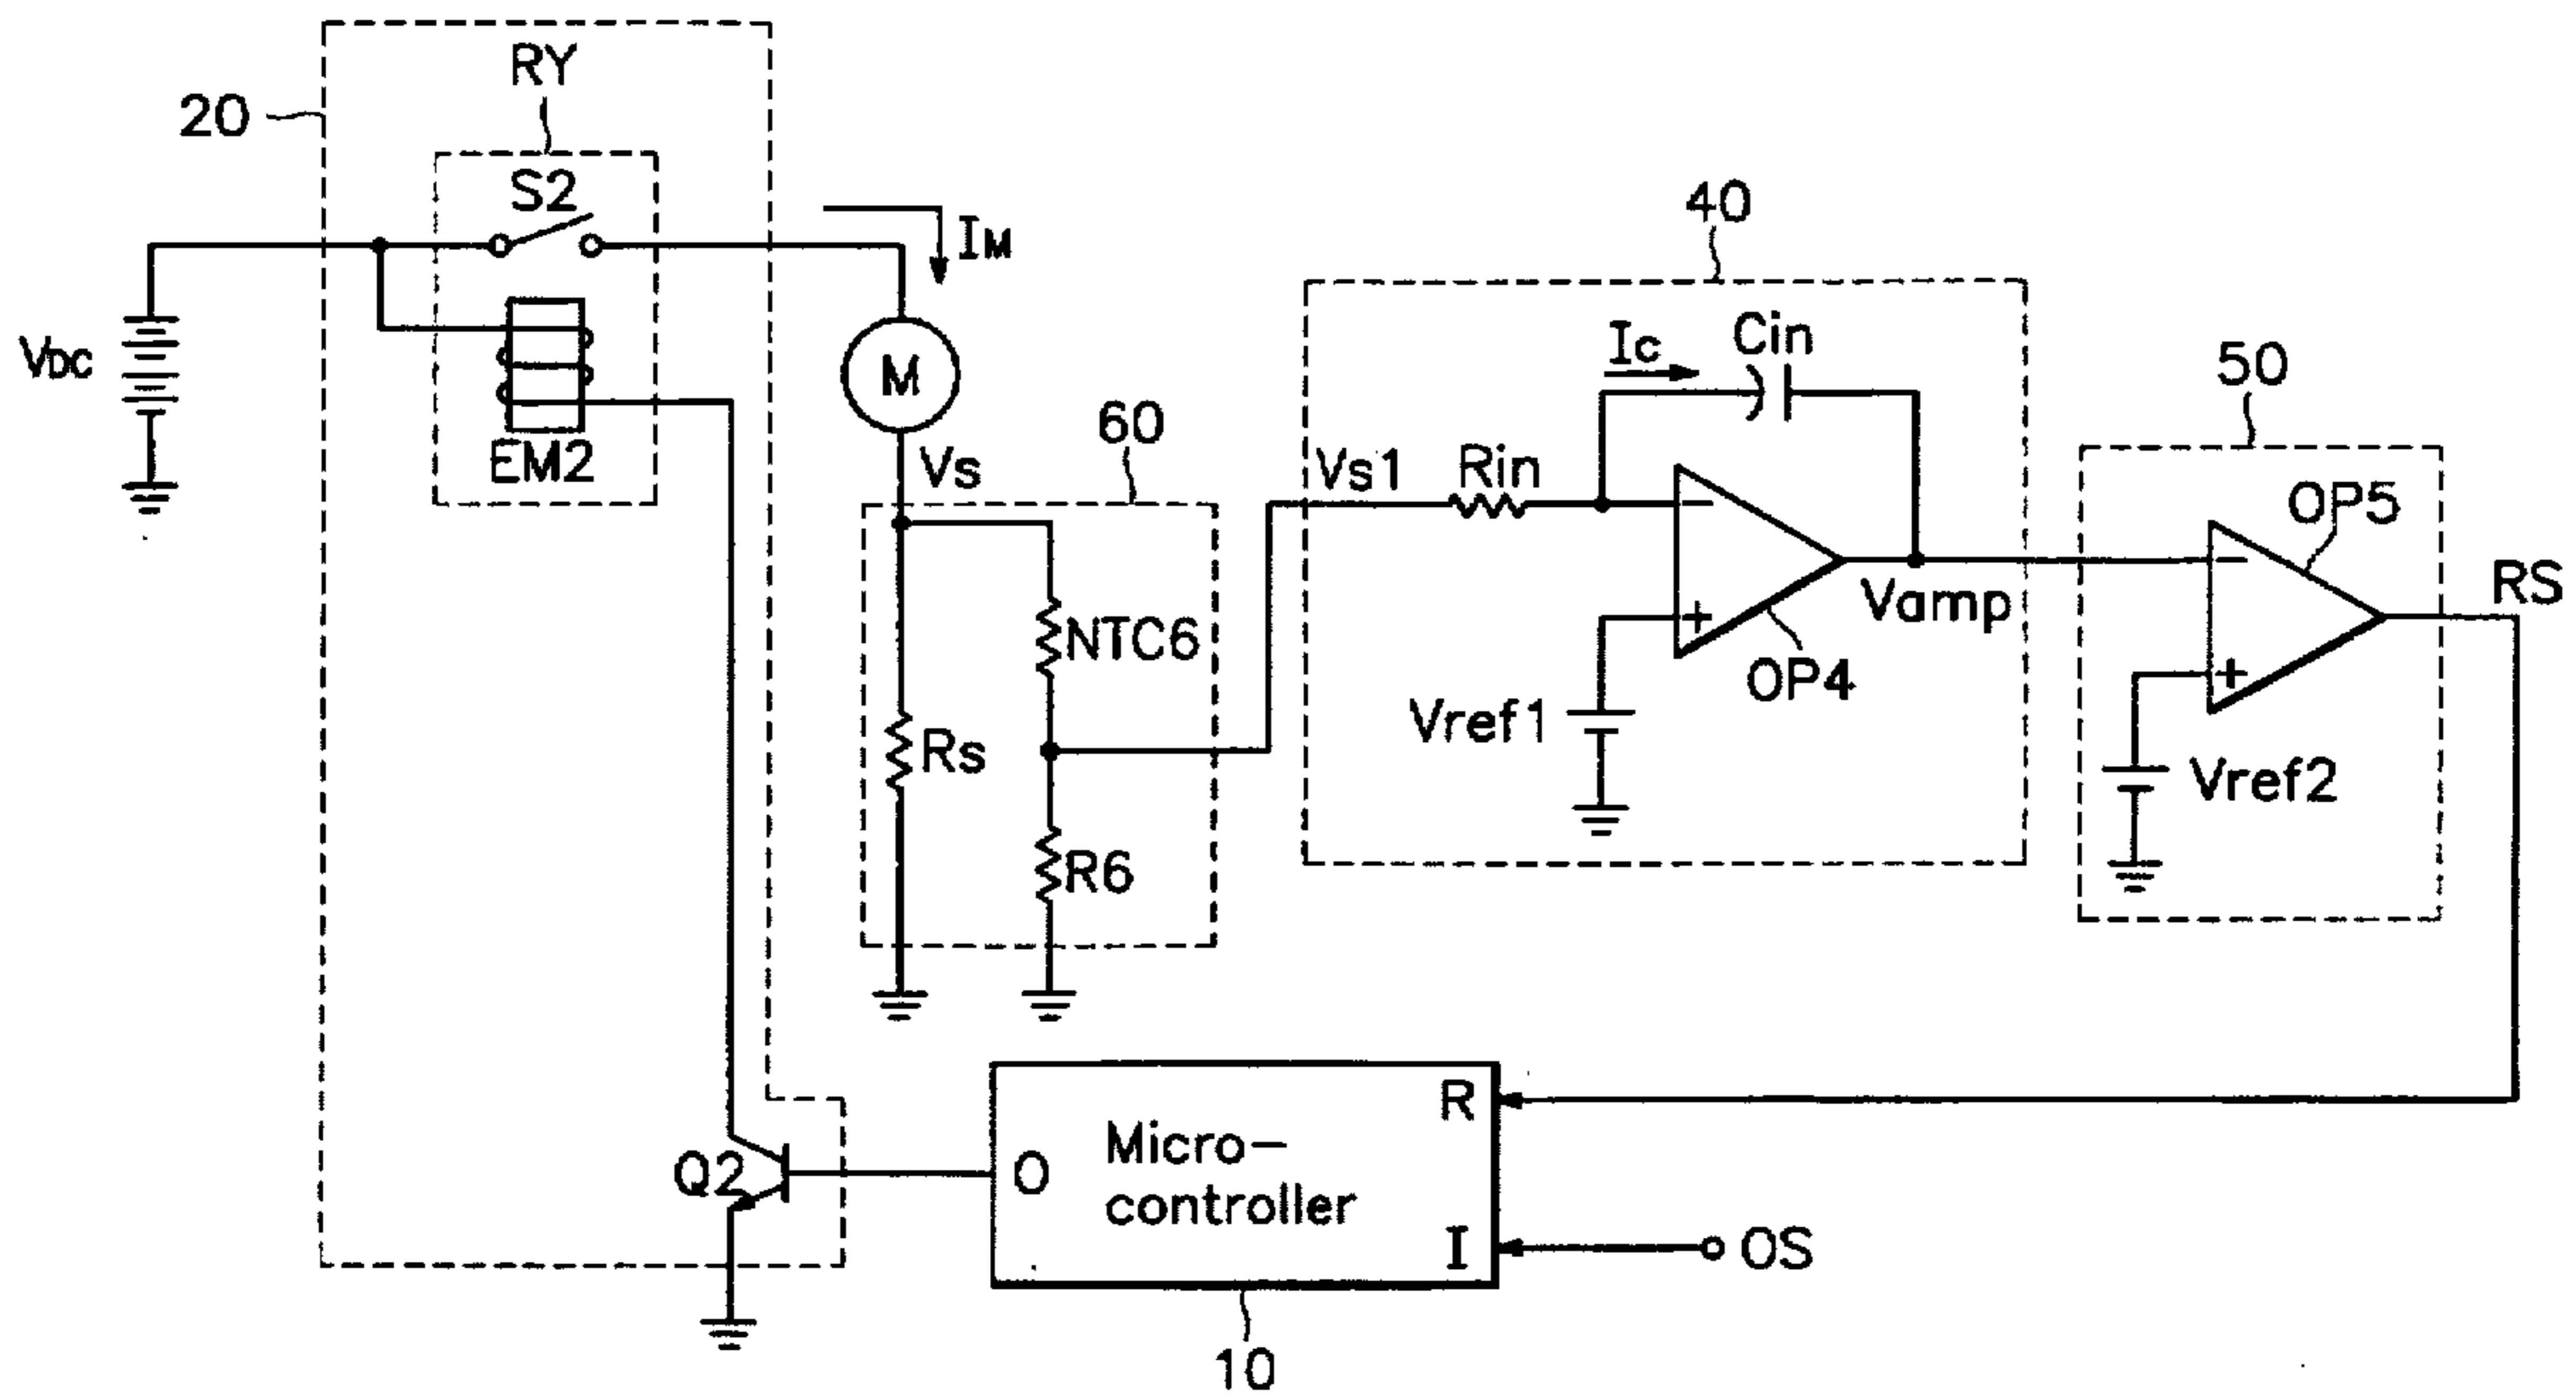 RY
20
S2
IM
40
VDC
Ic
Cin
50
EM2
60
Vs
Vs1
Rin
OP5
RS
NTC6
Vamp
OP4
Vref1
Rs
Vref2
R6
R
Micro-
controller
O
Q2
I
OS
10
−
+
−
+
M